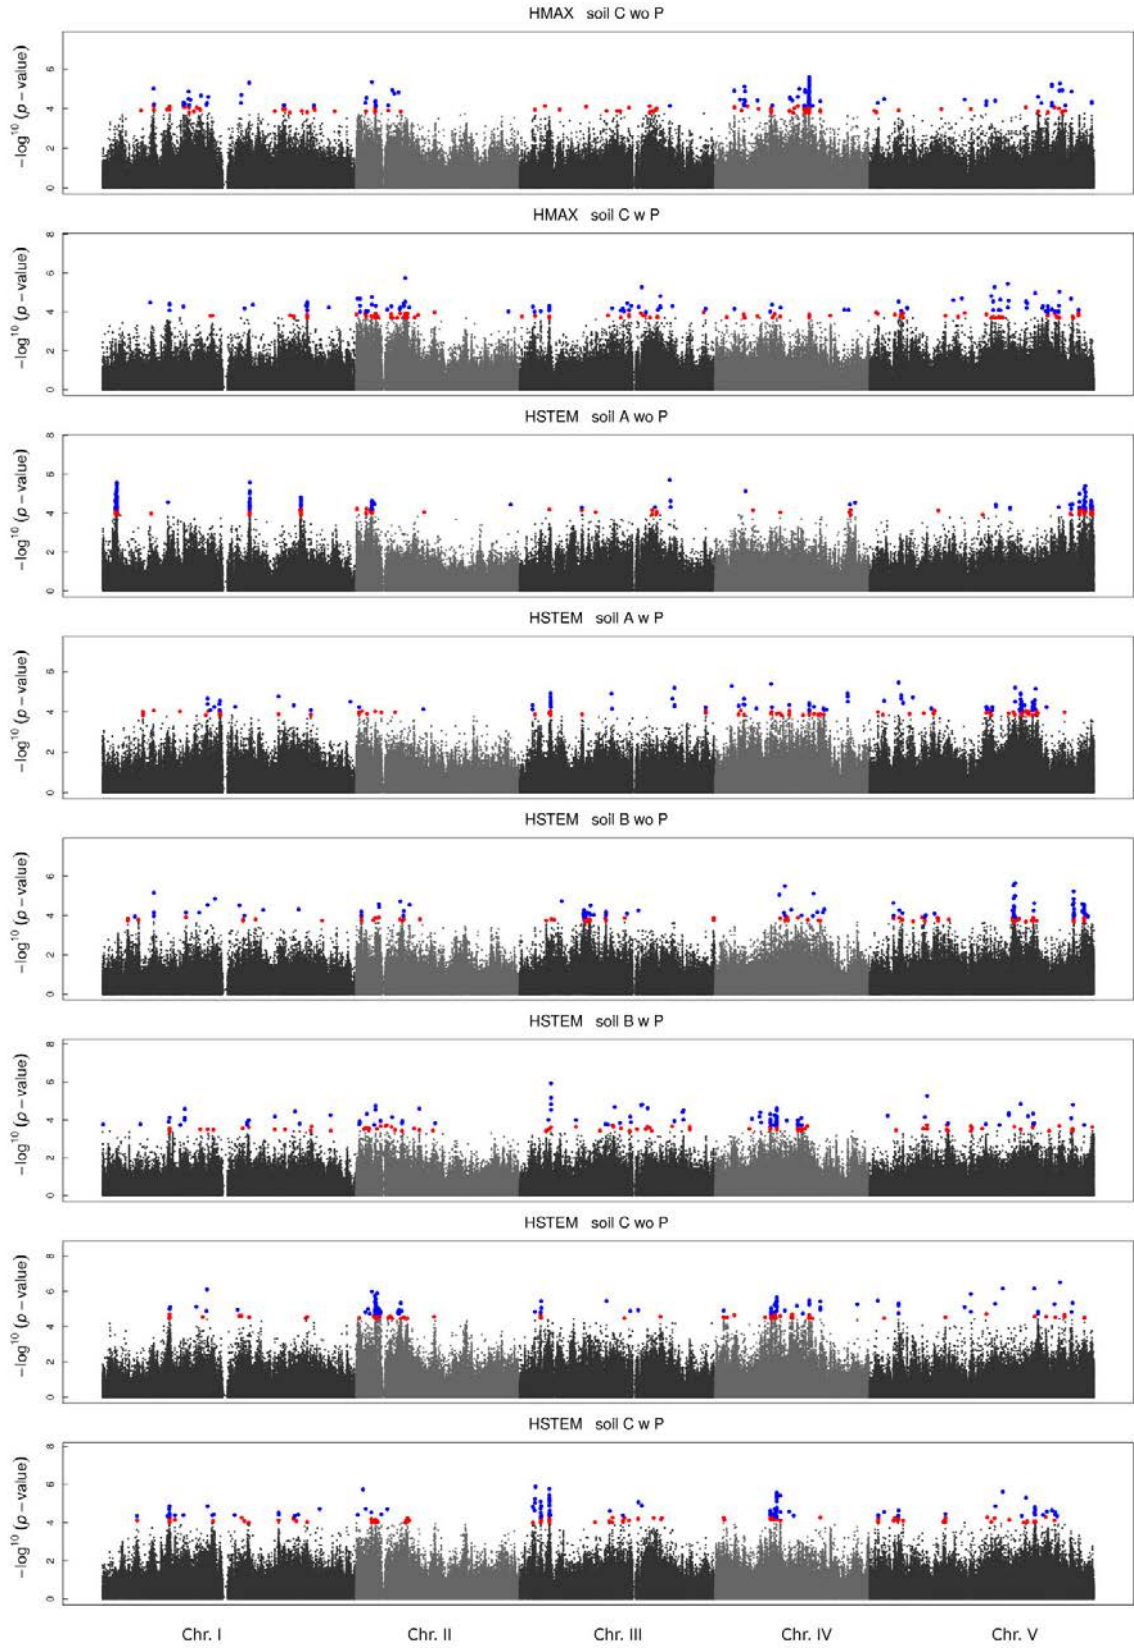 HMAX soil C wo P
−log¹⁰ (p − value)
0 2 4 6
HMAX soil C w P
−log¹⁰ (p − value)
0 2 4 6 8
HSTEM soil A wo P
−log¹⁰ (p − value)
0 2 4 6 8
HSTEM soil A w P
−log¹⁰ (p − value)
0 2 4 6
HSTEM soil B wo P
−log¹⁰ (p − value)
0 2 4 6
HSTEM soil B w P
−log¹⁰ (p − value)
0 2 4 6 8
HSTEM soil C wo P
−log¹⁰ (p − value)
0 2 4 6 8
HSTEM soil C w P
−log¹⁰ (p − value)
0 2 4 6 8
Chr. I Chr. II Chr. III Chr. IV Chr. V